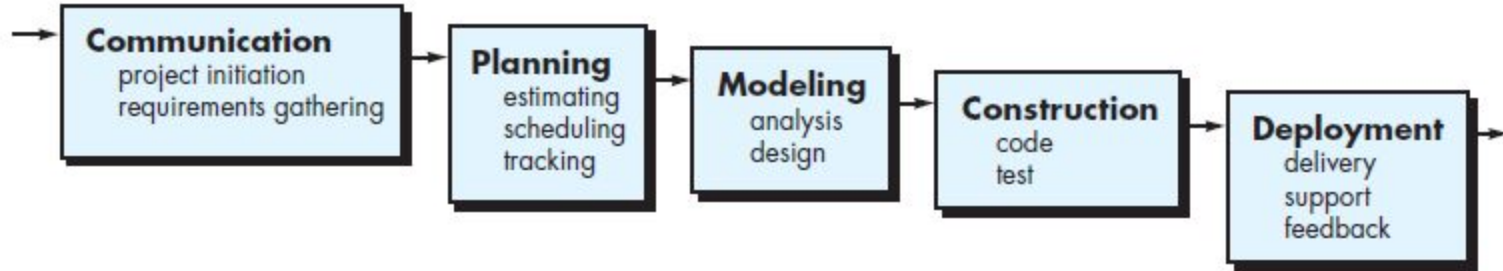 Communication
project initiation
requirements gathering
Planning
estimating
scheduling
tracking
Modeling
analysis
design
Construction
code
test
Deployment
delivery
support
feedback